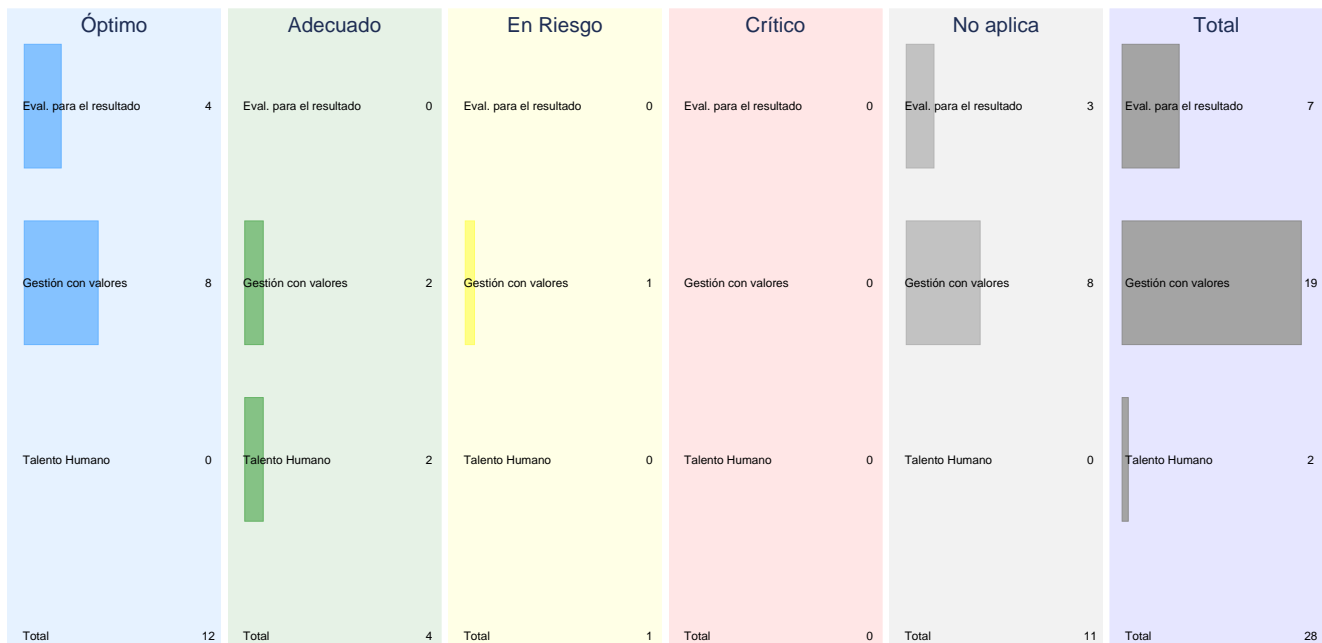 Óptimo Adecuado En Riesgo Crítico No aplica Total
Eval. para el resultado 4 Eval. para el resultado 0 Eval. para el resultado 0 Eval. para el resultado 0 Eval. para el resultado 3 Eval. para el resultado 7
Gestión con valores 8 Gestión con valores 2 Gestión con valores 1 Gestión con valores 0 Gestión con valores 8 Gestión con valores 19
Talento Humano 0 Talento Humano 2 Talento Humano 0 Talento Humano 0 Talento Humano 0 Talento Humano 2
Total 12 Total 4 Total 1 Total 0 Total 11 Total 28